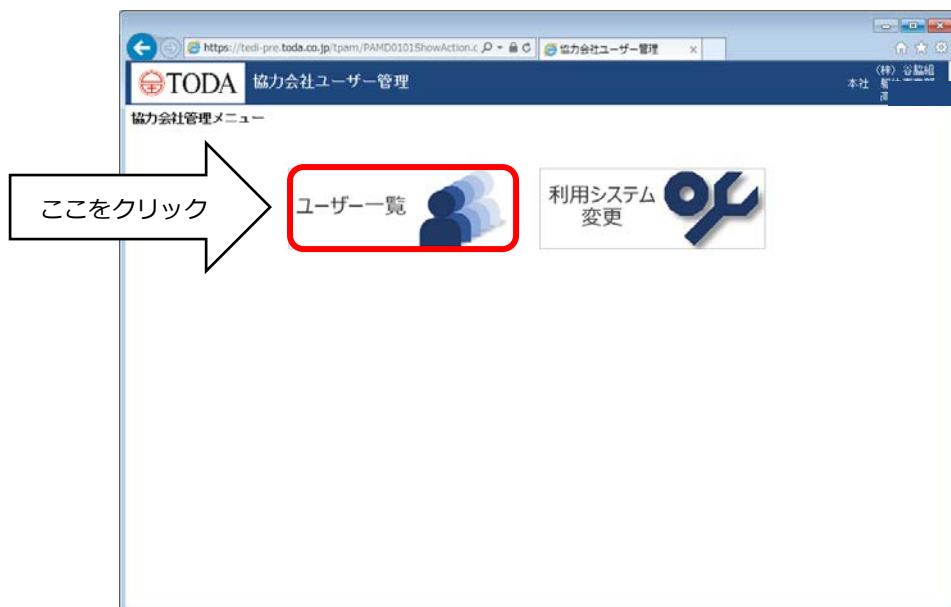 https://tedi-pre.toda.co.jp/tpam/PAMD0101ShowAction.c
協力会社ユーザー管理
TODA 協力会社ユーザー管理
(株) 谷脇組
本社
協力会社管理メニュー
ここをクリック
ユーザー一覧
利用システム
変更